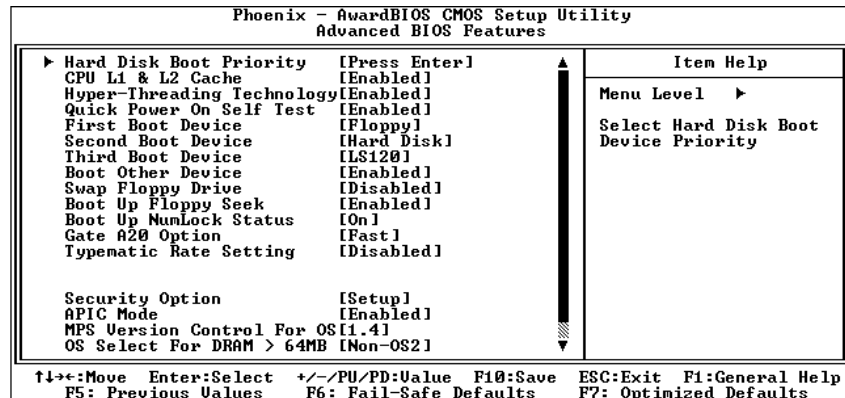 Phoenix - AwardBIOS CMOS Setup Utility
Advanced BIOS Features
▶ Hard Disk Boot Priority [Press Enter]
CPU L1 & L2 Cache [Enabled]
Hyper-Threading Technology[Enabled]
Quick Power On Self Test [Enabled]
First Boot Device [Floppy]
Second Boot Device [Hard Disk]
Third Boot Device [LS120]
Boot Other Device [Enabled]
Swap Floppy Drive [Disabled]
Boot Up Floppy Seek [Enabled]
Boot Up NumLock Status [On]
Gate A20 Option [Fast]
Typematic Rate Setting [Disabled]
Security Option [Setup]
APIC Mode [Enabled]
MPS Version Control For OS[1.4]
OS Select For DRAM > 64MB [Non-OS2]
Item Help
Menu Level ▶
Select Hard Disk Boot
Device Priority
↑↓→←:Move Enter:Select +/-/PU/PD:Value F10:Save ESC:Exit F1:General Help
F5: Previous Values F6: Fail-Safe Defaults F7: Optimized Defaults